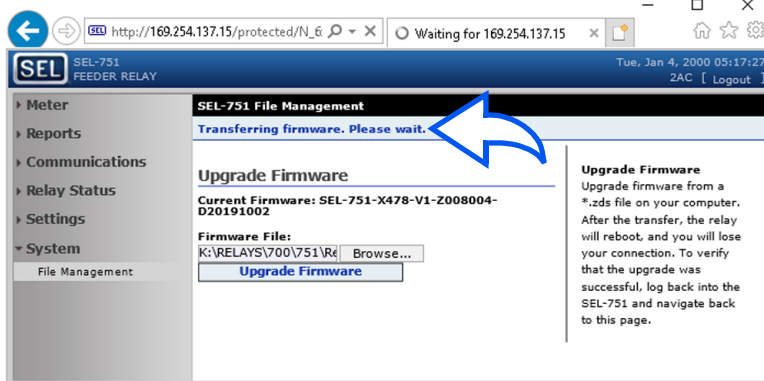 http://169.254.137.15/protected/N_6
Waiting for 169.254.137.15
SEL
SEL-751
FEEDER RELAY
Tue, Jan 4, 2000 05:17:27
2AC [ Logout ]
Meter
Reports
Communications
Relay Status
Settings
System
File Management
SEL-751 File Management
Transferring firmware. Please wait.
Upgrade Firmware
Current Firmware: SEL-751-X478-V1-Z008004-
D20191002
Firmware File:
K:\RELAYS\700\751\Re
Browse...
Upgrade Firmware
Upgrade Firmware
Upgrade firmware from a
*.zds file on your computer.
After the transfer, the relay
will reboot, and you will lose
your connection. To verify
that the upgrade was
successful, log back into the
SEL-751 and navigate back
to this page.